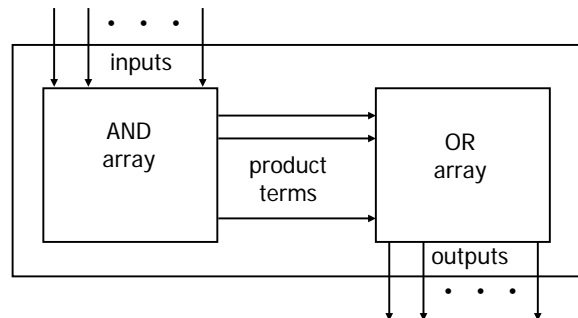 inputs
AND
array
product
terms
OR
array
outputs